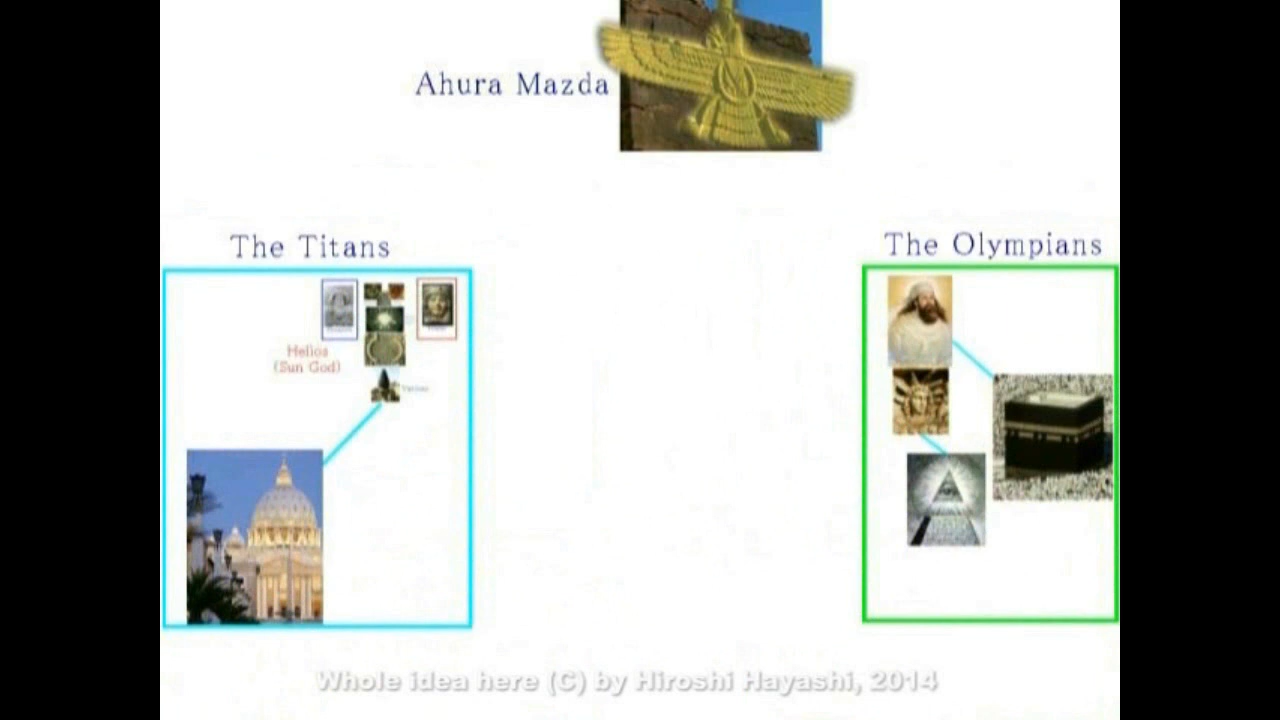 Ahura Mazda
The Titans
The Olympians
Helios
(Sun God)
Whole idea here (C) by Hiroshi Hayashi, 2014